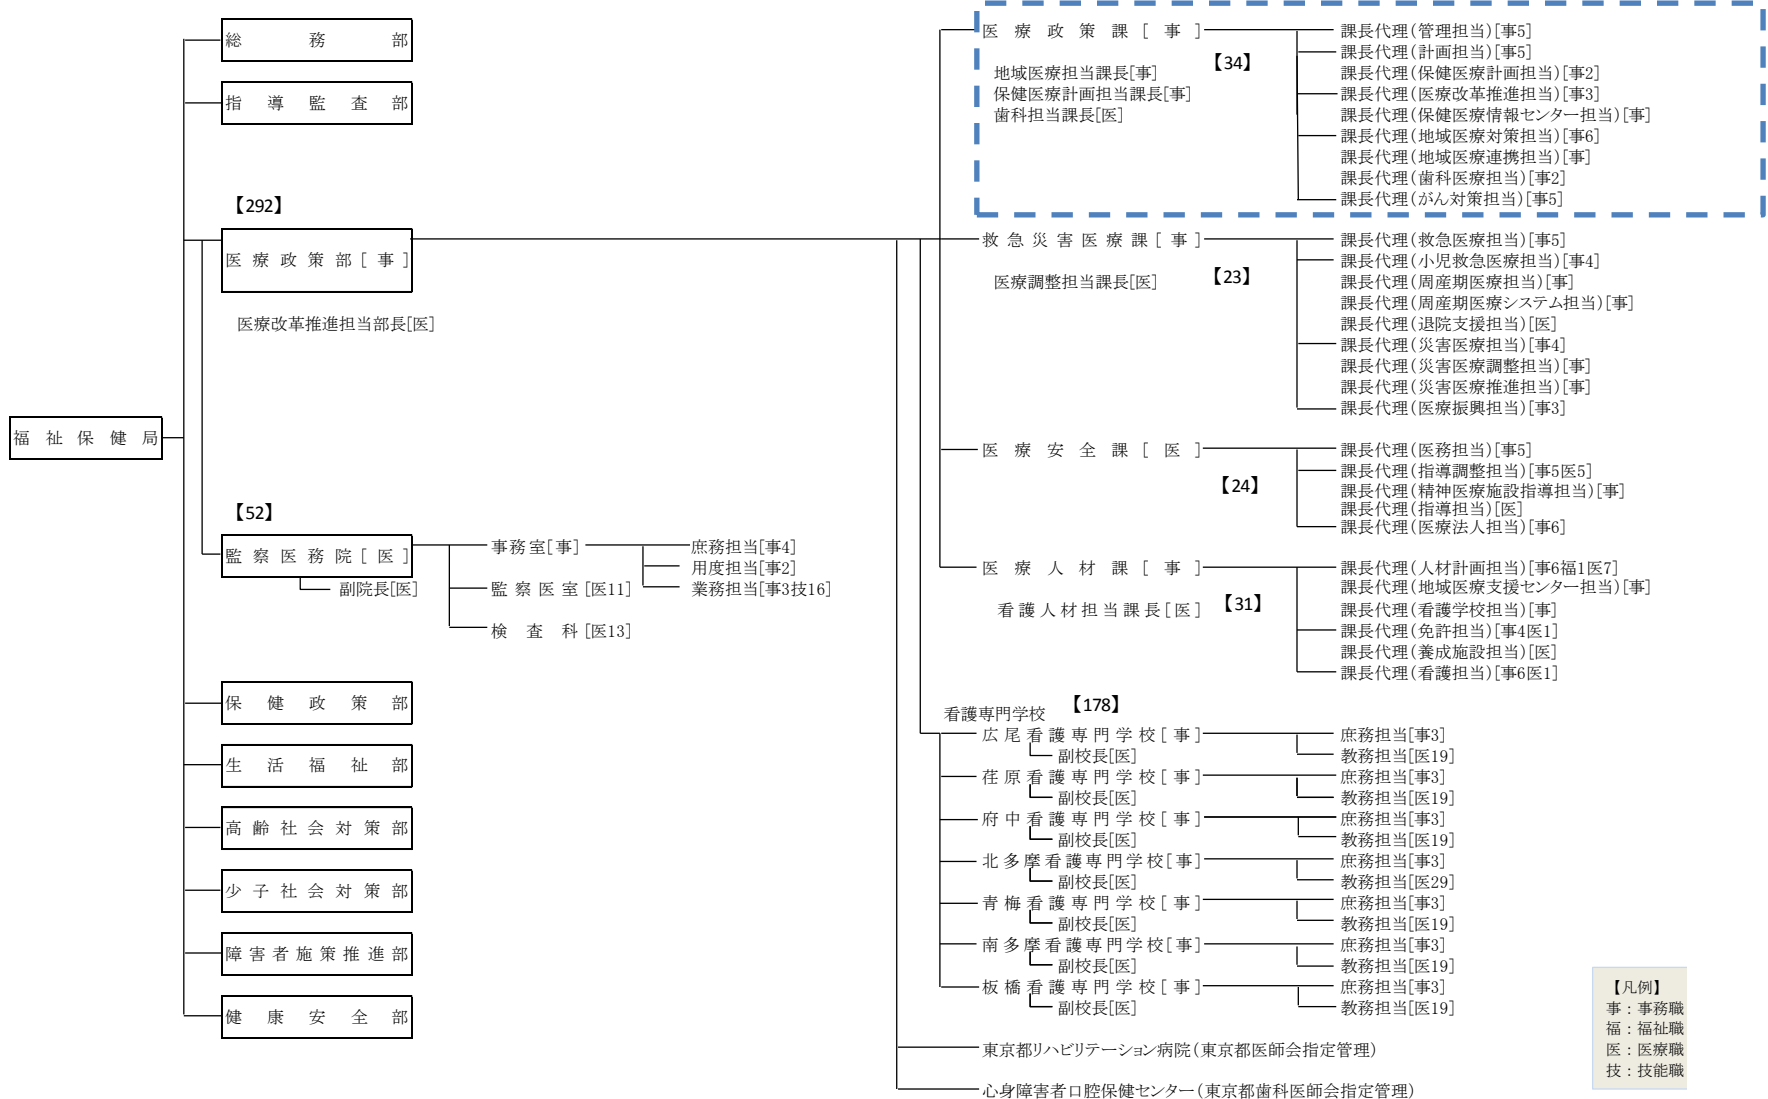 福祉保健局
総務部
指導監査部
【292】
医療政策部[事]
医療改革推進担当部長[医]
【52】
監察医務院[医]
副院長[医]
事務室[事]
監察医室[医11]
検査科[医13]
庶務担当[事4]
用度担当[事2]
業務担当[事3技16]
保健政策部
生活福祉部
高齢社会対策部
少子社会対策部
障害者施策推進部
健康安全部
医療政策課[事]
【34】
地域医療担当課長[事]
保健医療計画担当課長[事]
歯科担当課長[医]
課長代理(管理担当)[事5]
課長代理(計画担当)[事5]
課長代理(保健医療計画担当)[事2]
課長代理(医療改革推進担当)[事3]
課長代理(保健医療情報センター担当)[事]
課長代理(地域医療対策担当)[事6]
課長代理(地域医療連携担当)[事]
課長代理(歯科医療担当)[事2]
課長代理(がん対策担当)[事5]
救急災害医療課[事]
医療調整担当課長[医]
【23】
課長代理(救急医療担当)[事5]
課長代理(小児救急医療担当)[事4]
課長代理(周産期医療担当)[事]
課長代理(周産期医療システム担当)[事]
課長代理(退院支援担当)[医]
課長代理(災害医療担当)[事4]
課長代理(災害医療調整担当)[事]
課長代理(災害医療推進担当)[事]
課長代理(医療振興担当)[事3]
医療安全課[医]
【24】
課長代理(医務担当)[事5]
課長代理(指導調整担当)[事5医5]
課長代理(精神医療施設指導担当)[事]
課長代理(指導担当)[医]
課長代理(医療法人担当)[事6]
医療人材課[事]
看護人材担当課長[医]
【31】
課長代理(人材計画担当)[事6福1医7]
課長代理(地域医療支援センター担当)[事]
課長代理(看護学校担当)[事]
課長代理(免許担当)[事4医1]
課長代理(養成施設担当)[医]
課長代理(看護担当)[事6医1]
看護専門学校
【178】
広尾看護専門学校[事]
副校長[医]
庶務担当[事3]
教務担当[医19]
荏原看護専門学校[事]
副校長[医]
庶務担当[事3]
教務担当[医19]
府中看護専門学校[事]
副校長[医]
庶務担当[事3]
教務担当[医19]
北多摩看護専門学校[事]
副校長[医]
庶務担当[事3]
教務担当[医29]
青梅看護専門学校[事]
副校長[医]
庶務担当[事3]
教務担当[医19]
南多摩看護専門学校[事]
副校長[医]
庶務担当[事3]
教務担当[医19]
板橋看護専門学校[事]
副校長[医]
庶務担当[事3]
教務担当[医19]
東京都リハビリテーション病院(東京都医師会指定管理)
心身障害者口腔保健センター(東京都歯科医師会指定管理)
【凡例】
事：事務職
福：福祉職
医：医療職
技：技能職